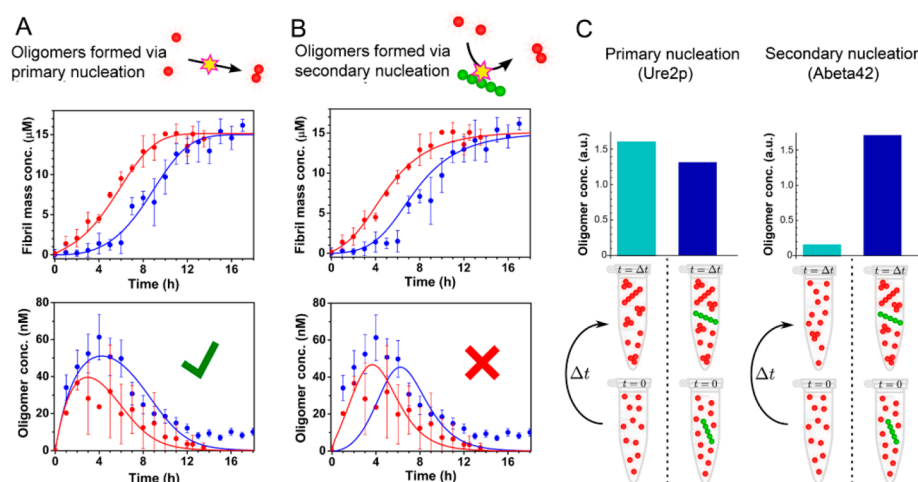 A
Oligomers formed via
primary nucleation
Fibril mass conc. (μM)
15
10
5
0
0 4 8 12 16
Time (h)
Oligomer conc. (nM)
80
60
40
20
0
0 4 8 12 16
Time (h)
B
Oligomers formed via
secondary nucleation
Fibril mass conc. (μM)
15
10
5
0
0 4 8 12 16
Time (h)
Oligomer conc. (nM)
80
60
40
20
0
0 4 8 12 16
Time (h)
C
Primary nucleation
(Ure2p)
Secondary nucleation
(Abeta42)
Oligomer conc. (a.u.)
1.5
1.0
0.5
0
Oligomer conc. (a.u.)
1.5
1.0
0.5
0
t = Δt
t = Δt
t = Δt
t = Δt
Δt
Δt
t = 0
t = 0
t = 0
t = 0